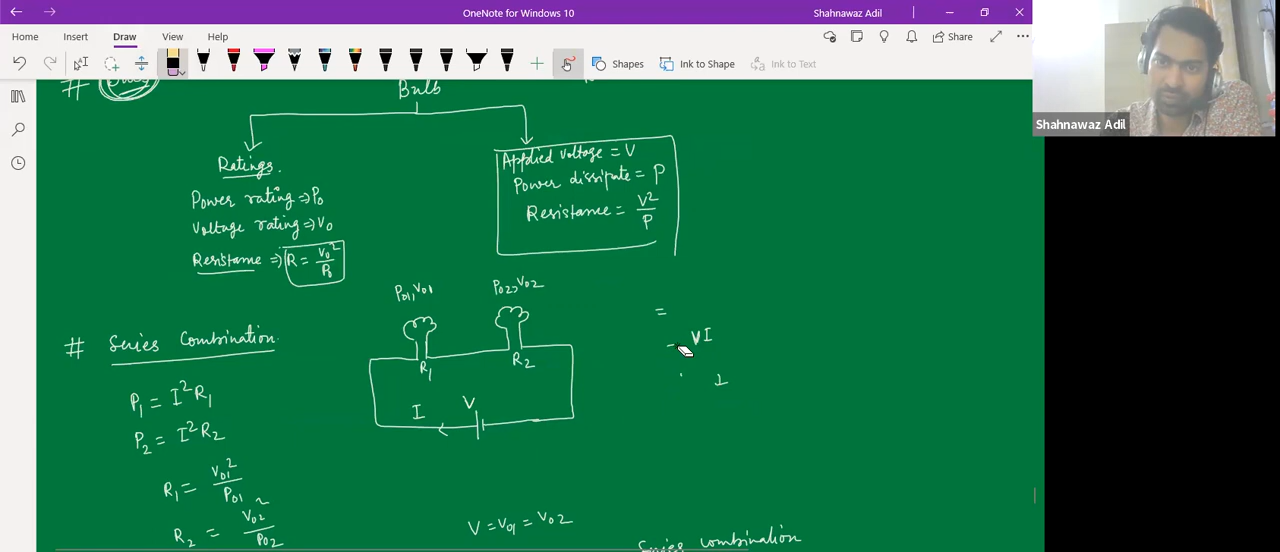 OneNote for Windows 10
Shahnawaz Adil
Home Insert Draw View Help
Share
Shapes Ink to Shape Ink to Text
Shahnawaz Adil
#
Bulb
Ratings.
Power rating ⇒ P₀
Voltage rating ⇒ V₀
Resistance ⇒ R = V₀²/P₀
Applied voltage = V
Power dissipate = P
Resistance = V²/P
P₀₁, V₀₁
P₀₂, V₀₂
# Series Combination
R₁
R₂
I
V
P₁ = I²R₁
P₂ = I²R₂
R₁ = V₀₁²/P₀₁
R₂ = V₀₂²/P₀₂
=
VI
V = V₀₁ = V₀₂
Series combination